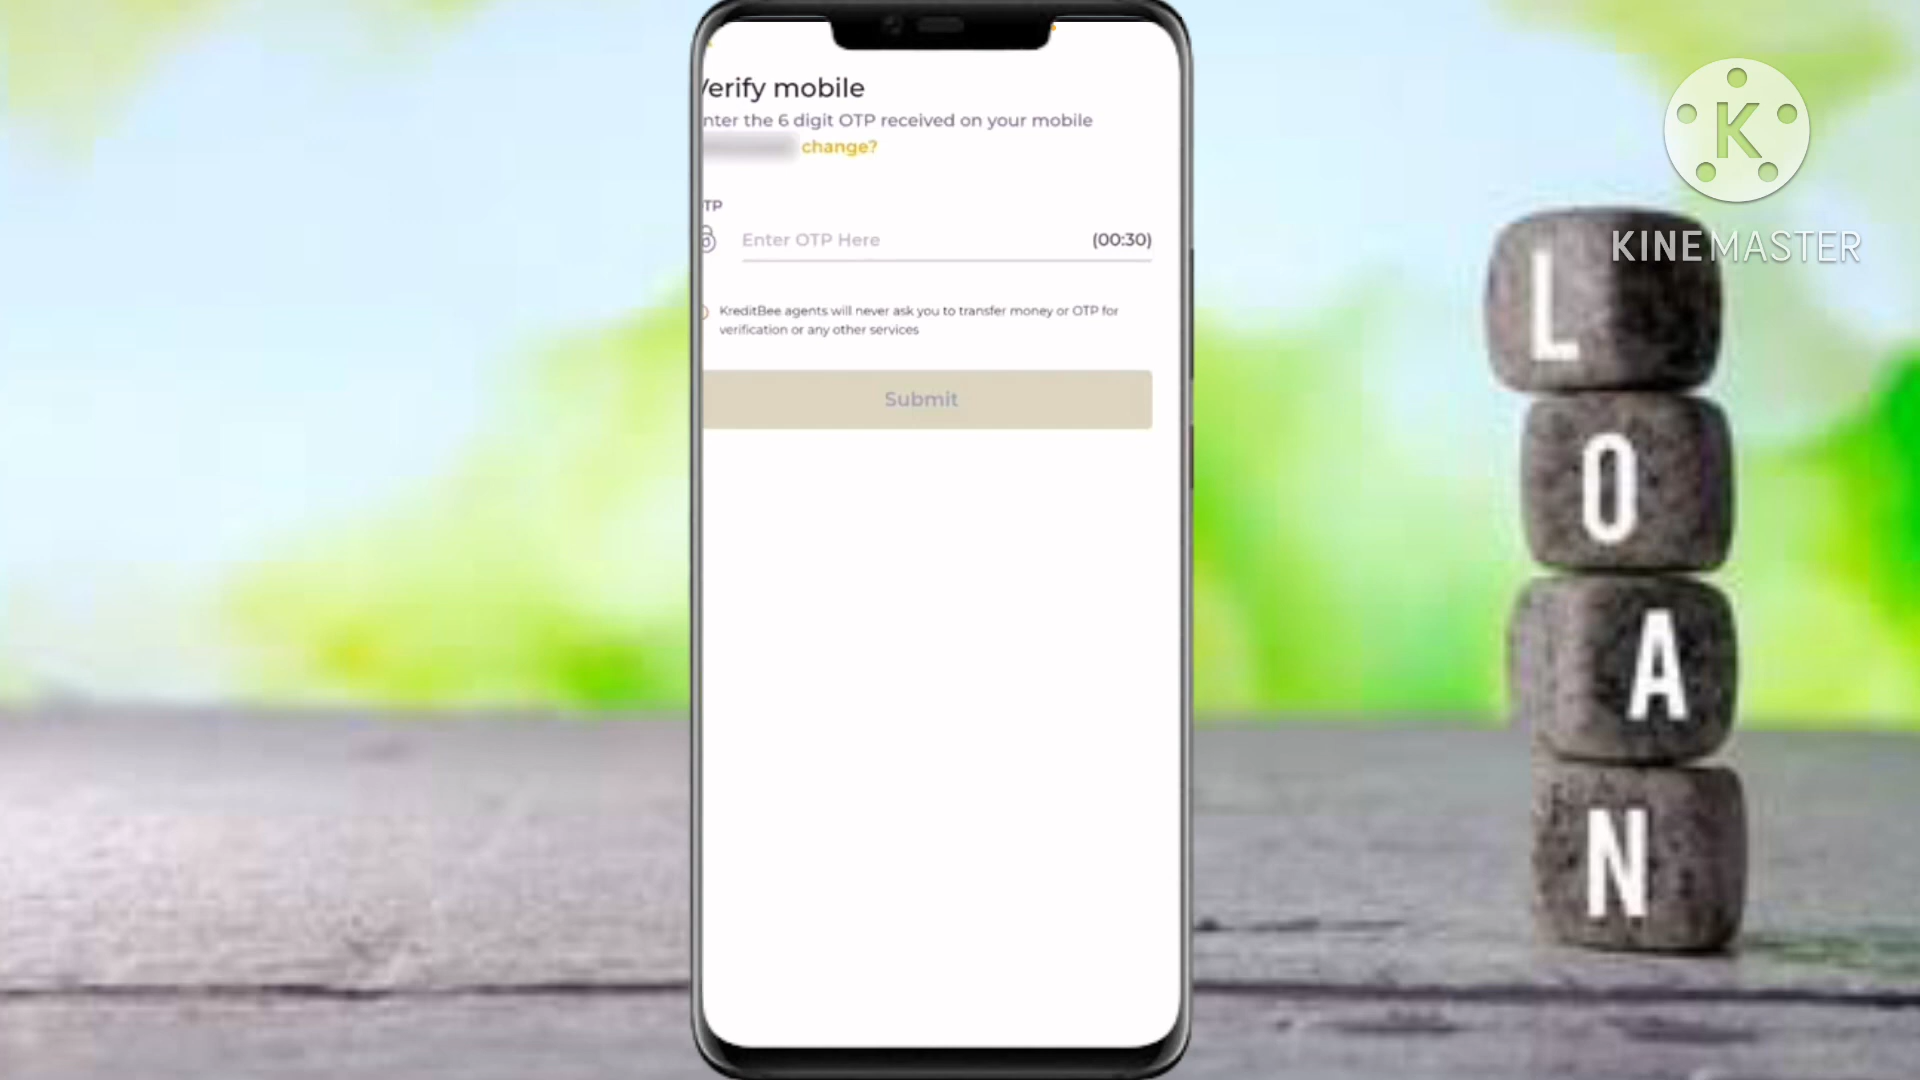 Verify mobile
nter the 6 digit OTP received on your mobile
change?
TP
Enter OTP Here (00:30)
KreditBee agents will never ask you to transfer money or OTP for
verification or any other services
Submit
K
KINEMASTER
L
O
A
N